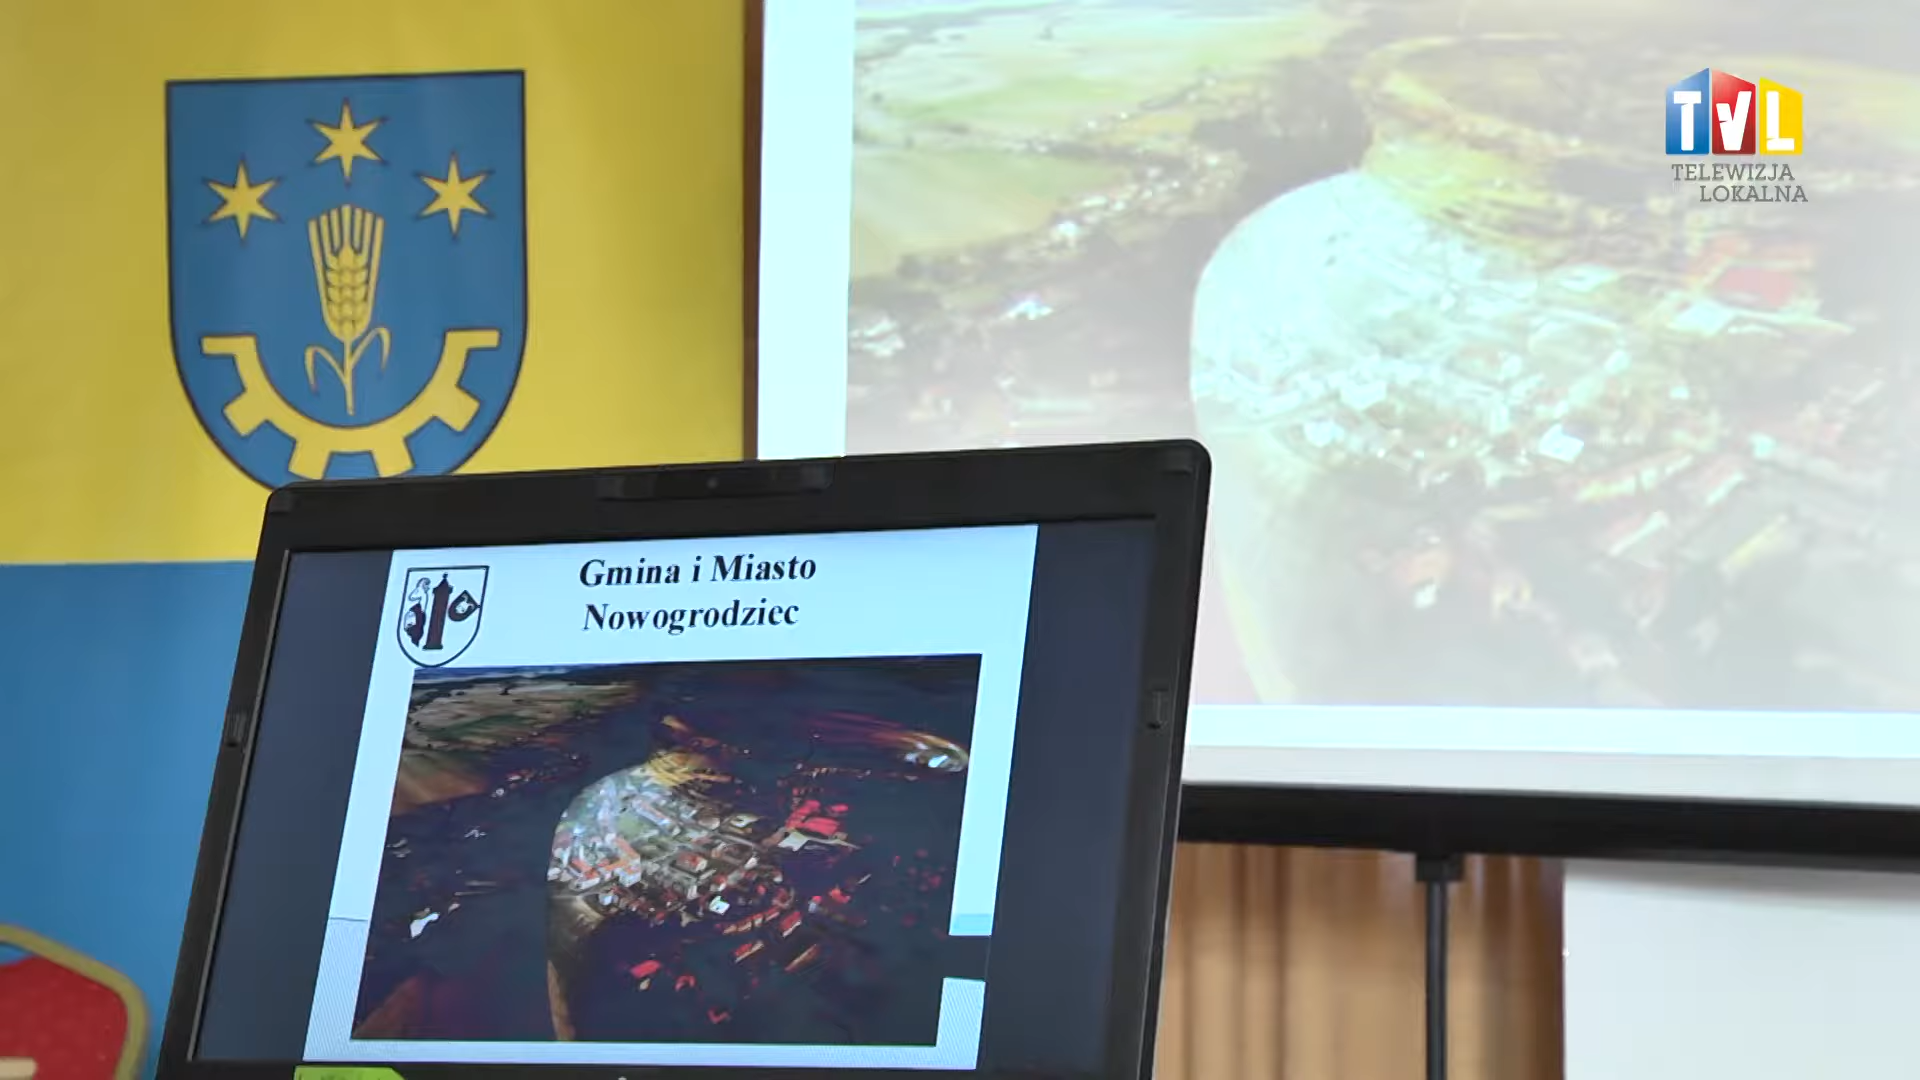 TVL
TELEWIZJA
LOKALNA
Gmina i Miasto
Nowogrodziec